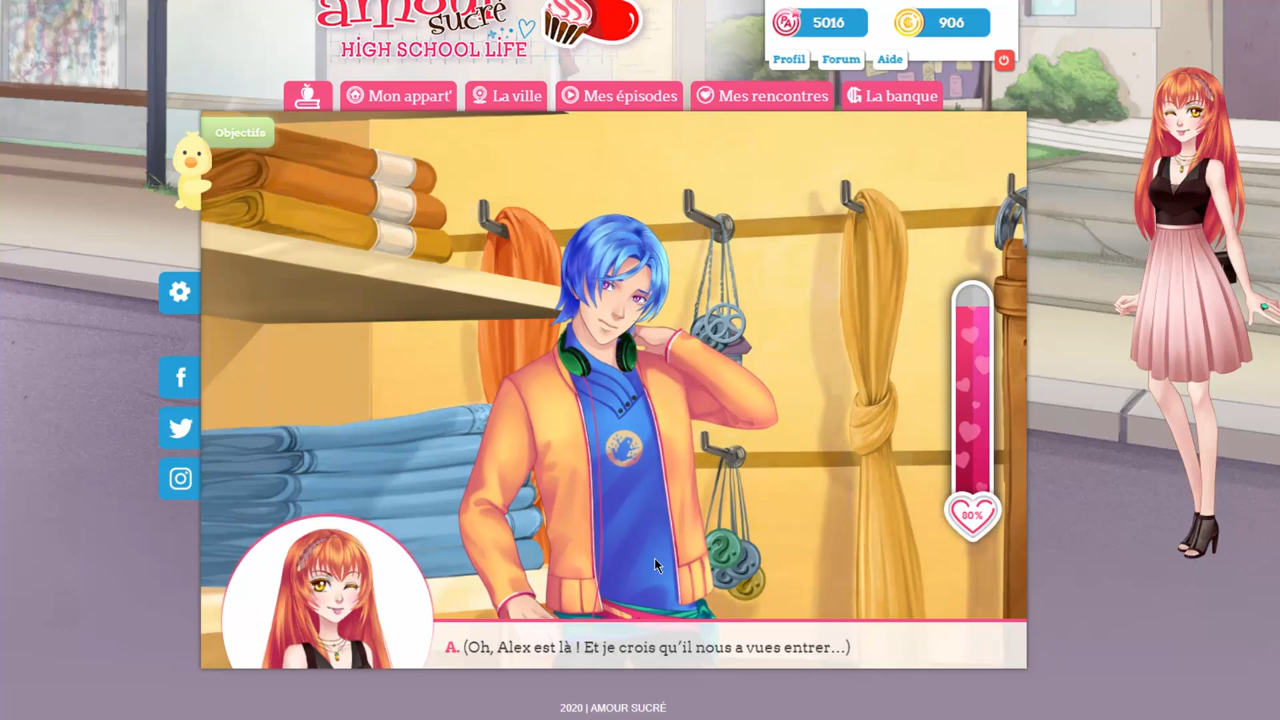 amour
sucré
HIGH SCHOOL LIFE
PA 5016
C 906
Profil
Forum
Aide
Mon appart'
La ville
Mes épisodes
Mes rencontres
La banque
Objectifs
80%
A. (Oh, Alex est là ! Et je crois qu'il nous a vues entrer...)
2020 | AMOUR SUCRÉ